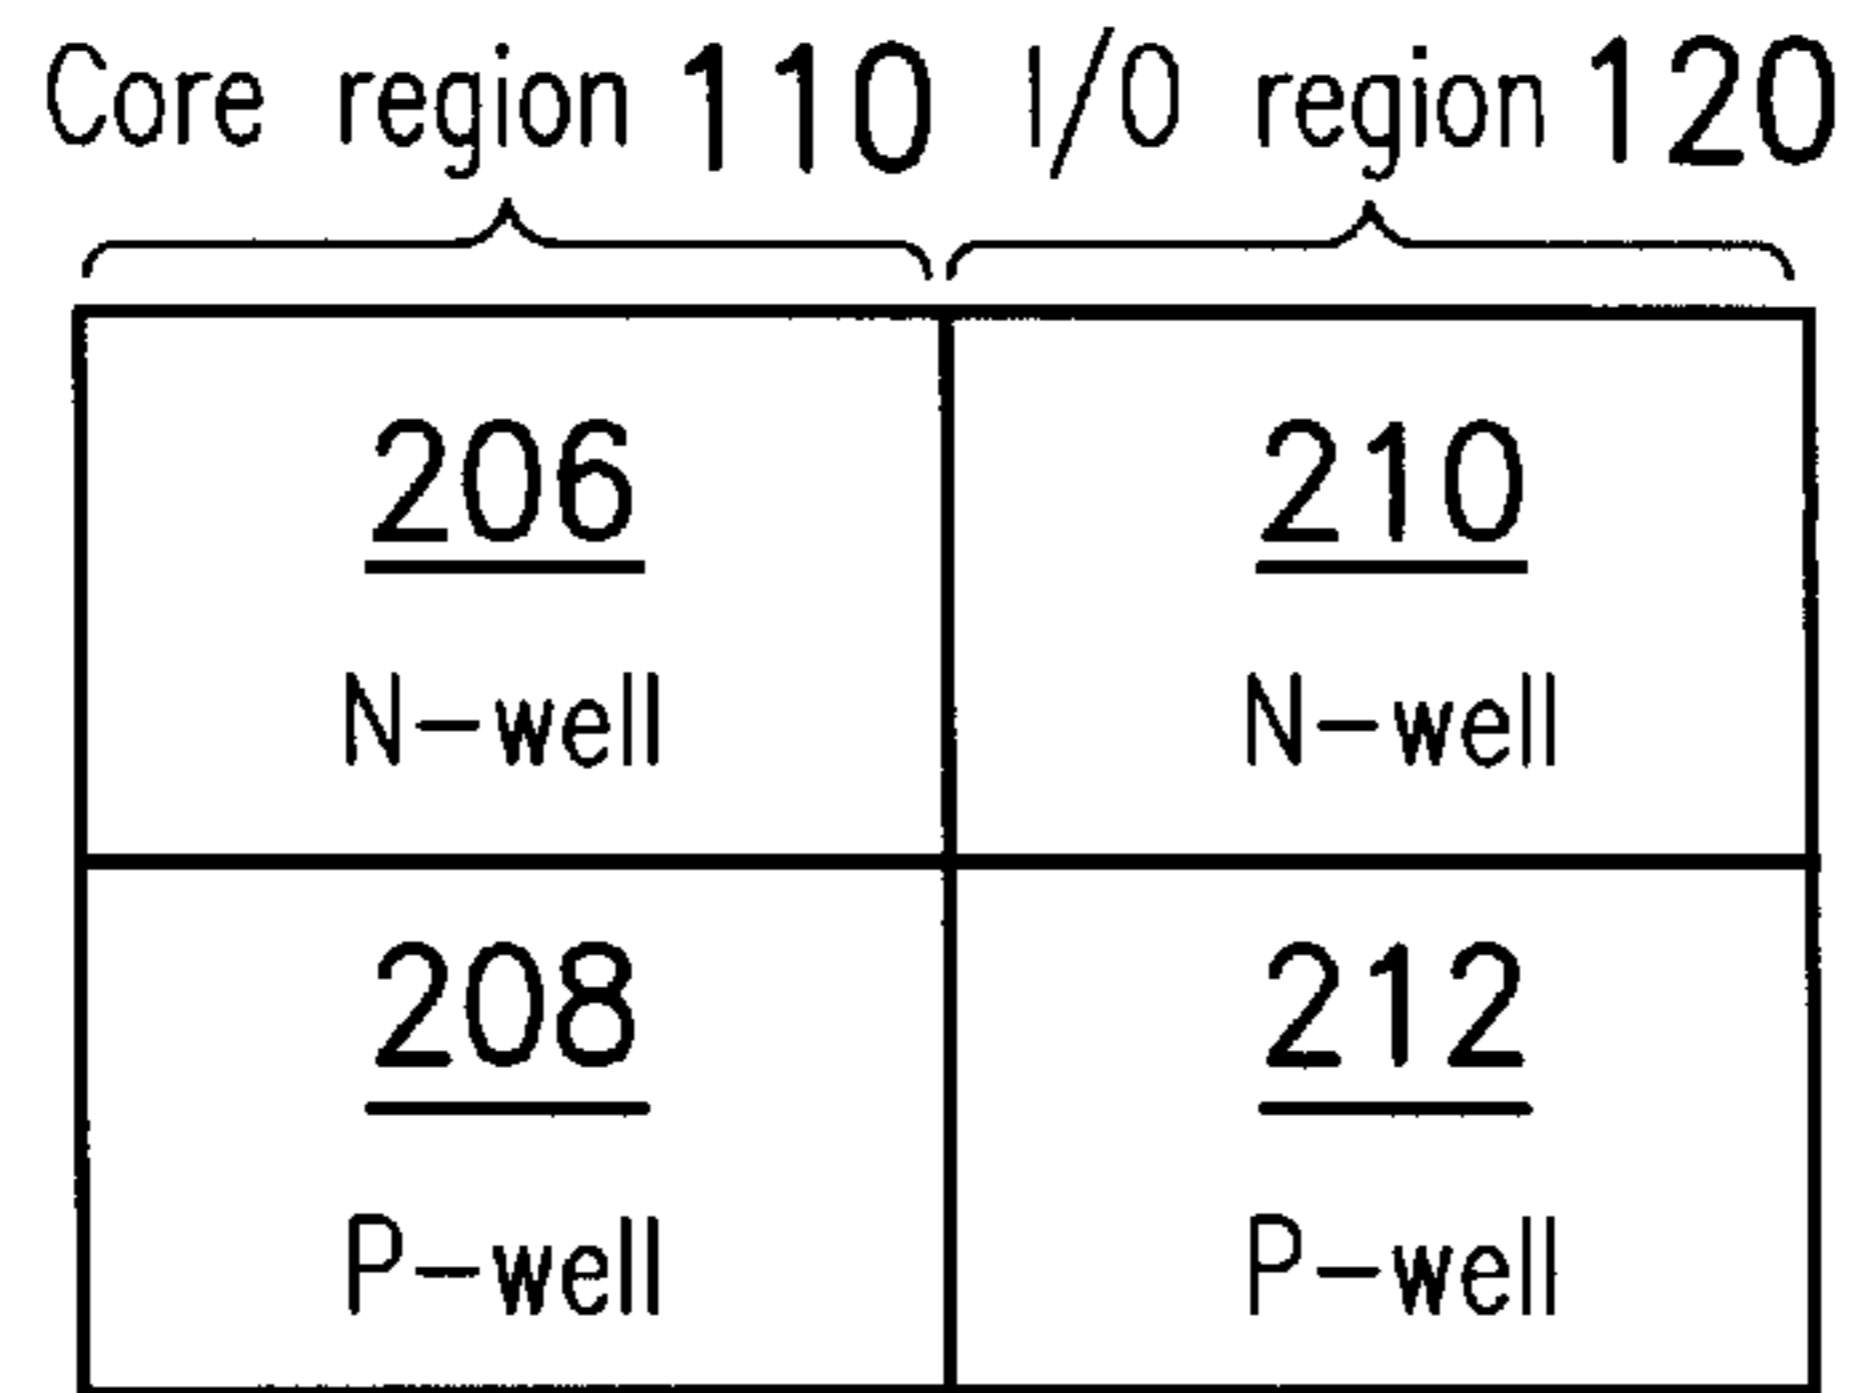 Core region 110 I/O region 120
206 210
N-well N-well
208 212
P-well P-well